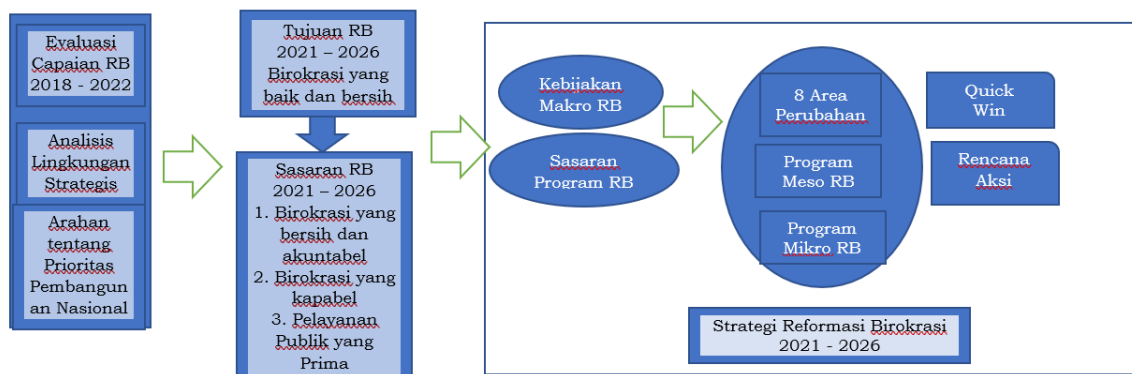 Evaluasi
Capaian RB
2018 - 2022
Analisis
Lingkungan
Strategis
Arahan
tentang
Prioritas
Pembangun
an Nasional
Tujuan RB
2021 – 2026
Birokrasi yang
baik dan bersih
Sasaran RB
2021 – 2026
1. Birokrasi yang
bersih dan
akuntabel
2. Birokrasi yang
kapabel
3. Pelayanan
Publik yang
Prima
Kebijakan
Makro RB
Sasaran
Program RB
8 Area
Perubahan
Program
Meso RB
Program
Mikro RB
Quick
Win
Rencana
Aksi
Strategi Reformasi Birokrasi
2021 - 2026